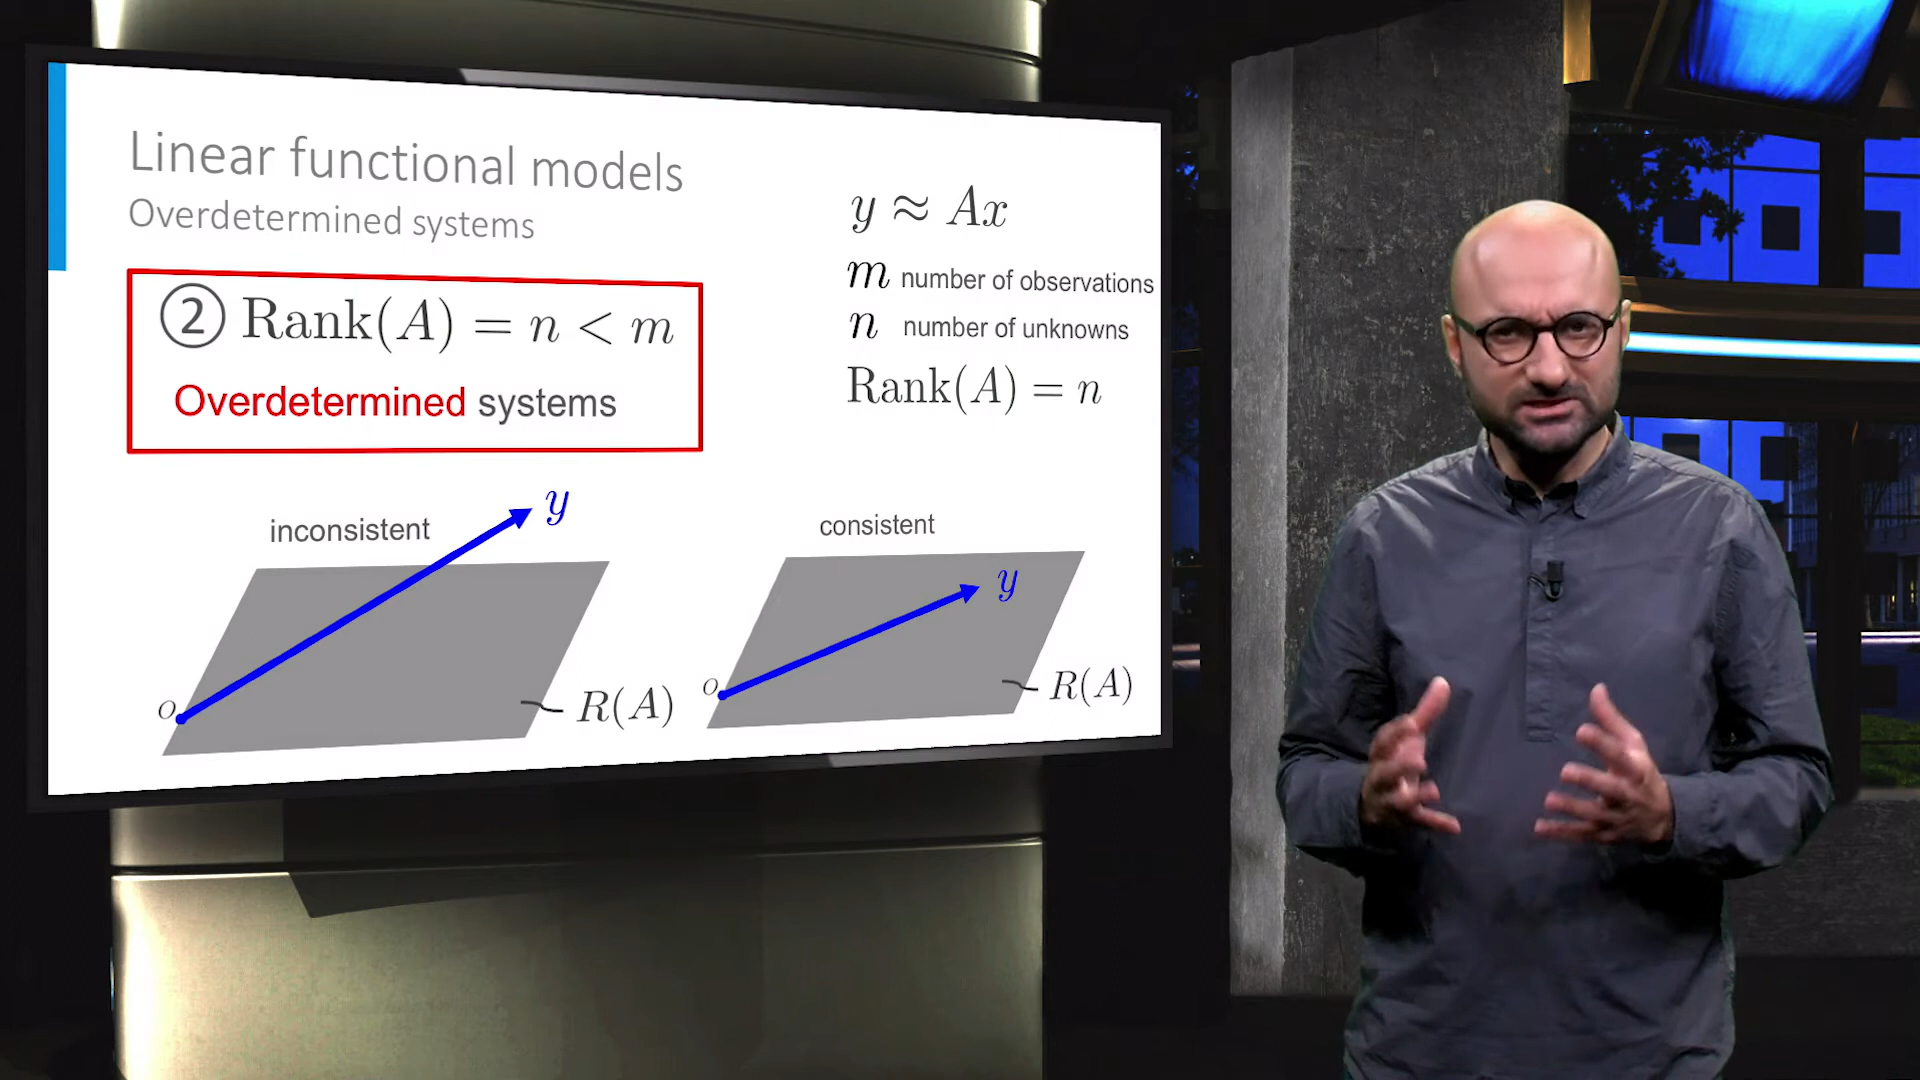 Linear functional models
Overdetermined systems
② Rank(A) = n < m
Overdetermined systems
y ≈ Ax
m number of observations
n number of unknowns
Rank(A) = n
inconsistent
y
o
R(A)
consistent
y
o
R(A)